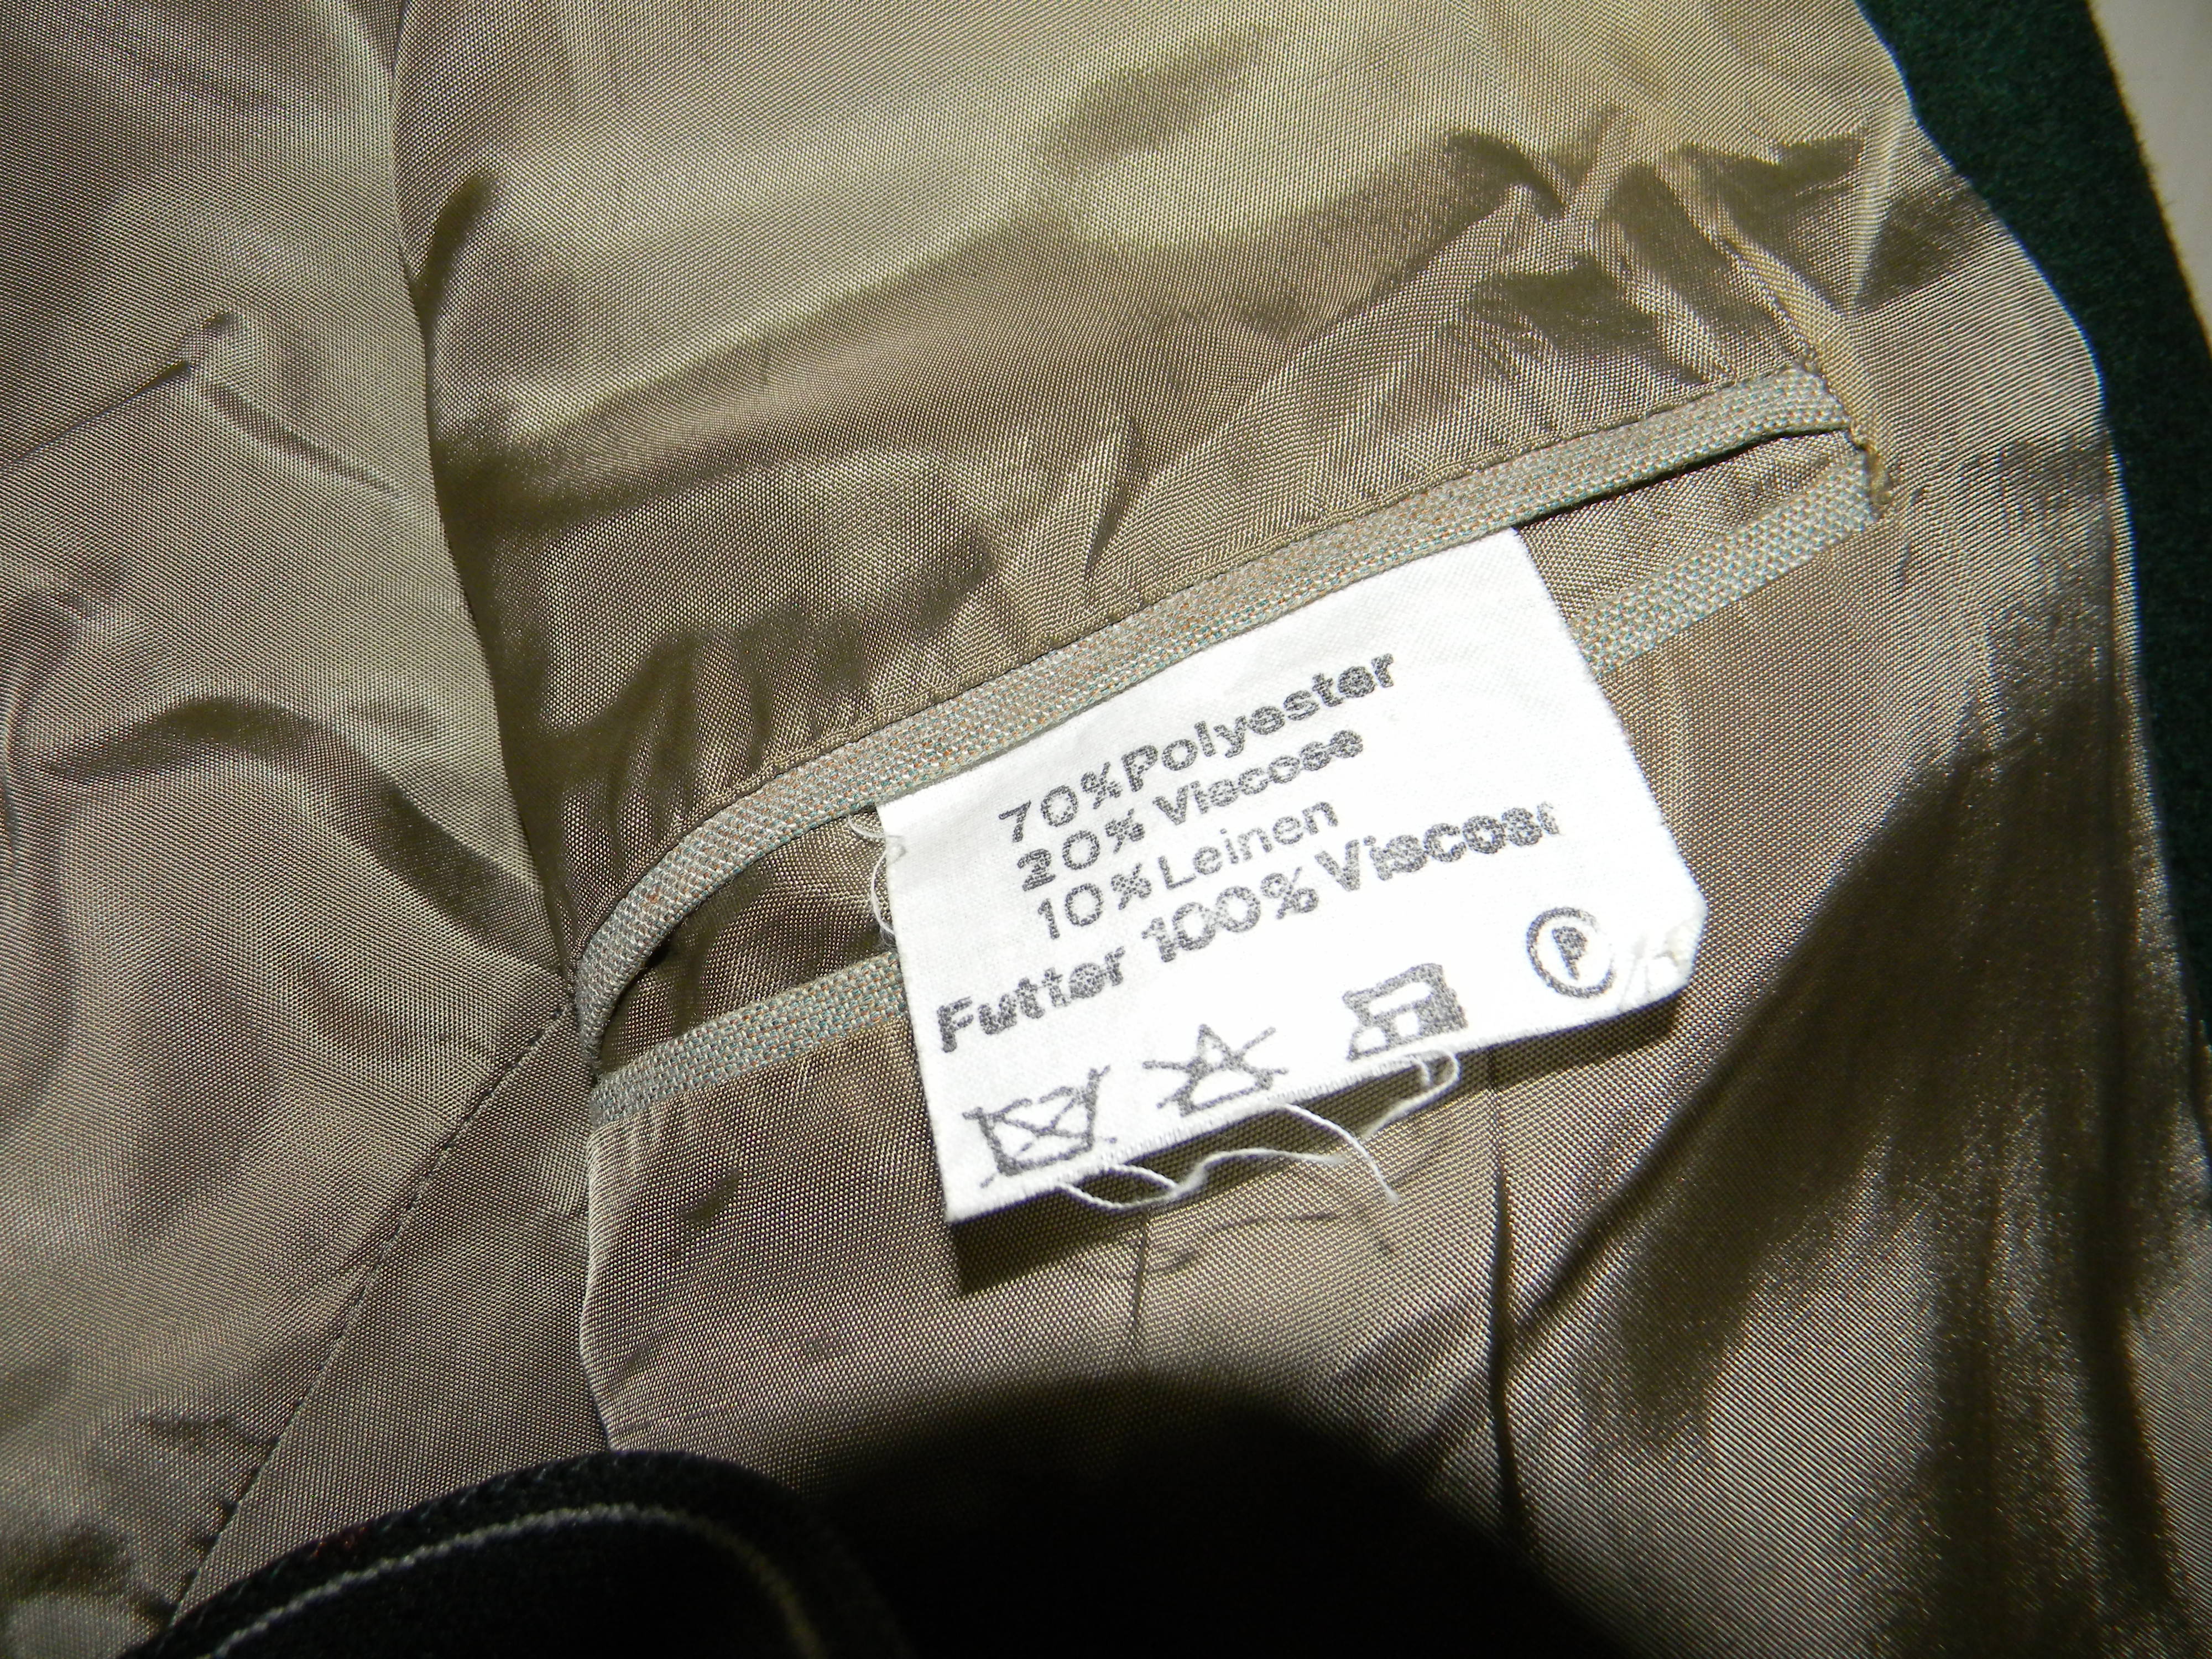 70% Polyester
20% Viscose
10% Leinen
Futter 100% Viscose
P